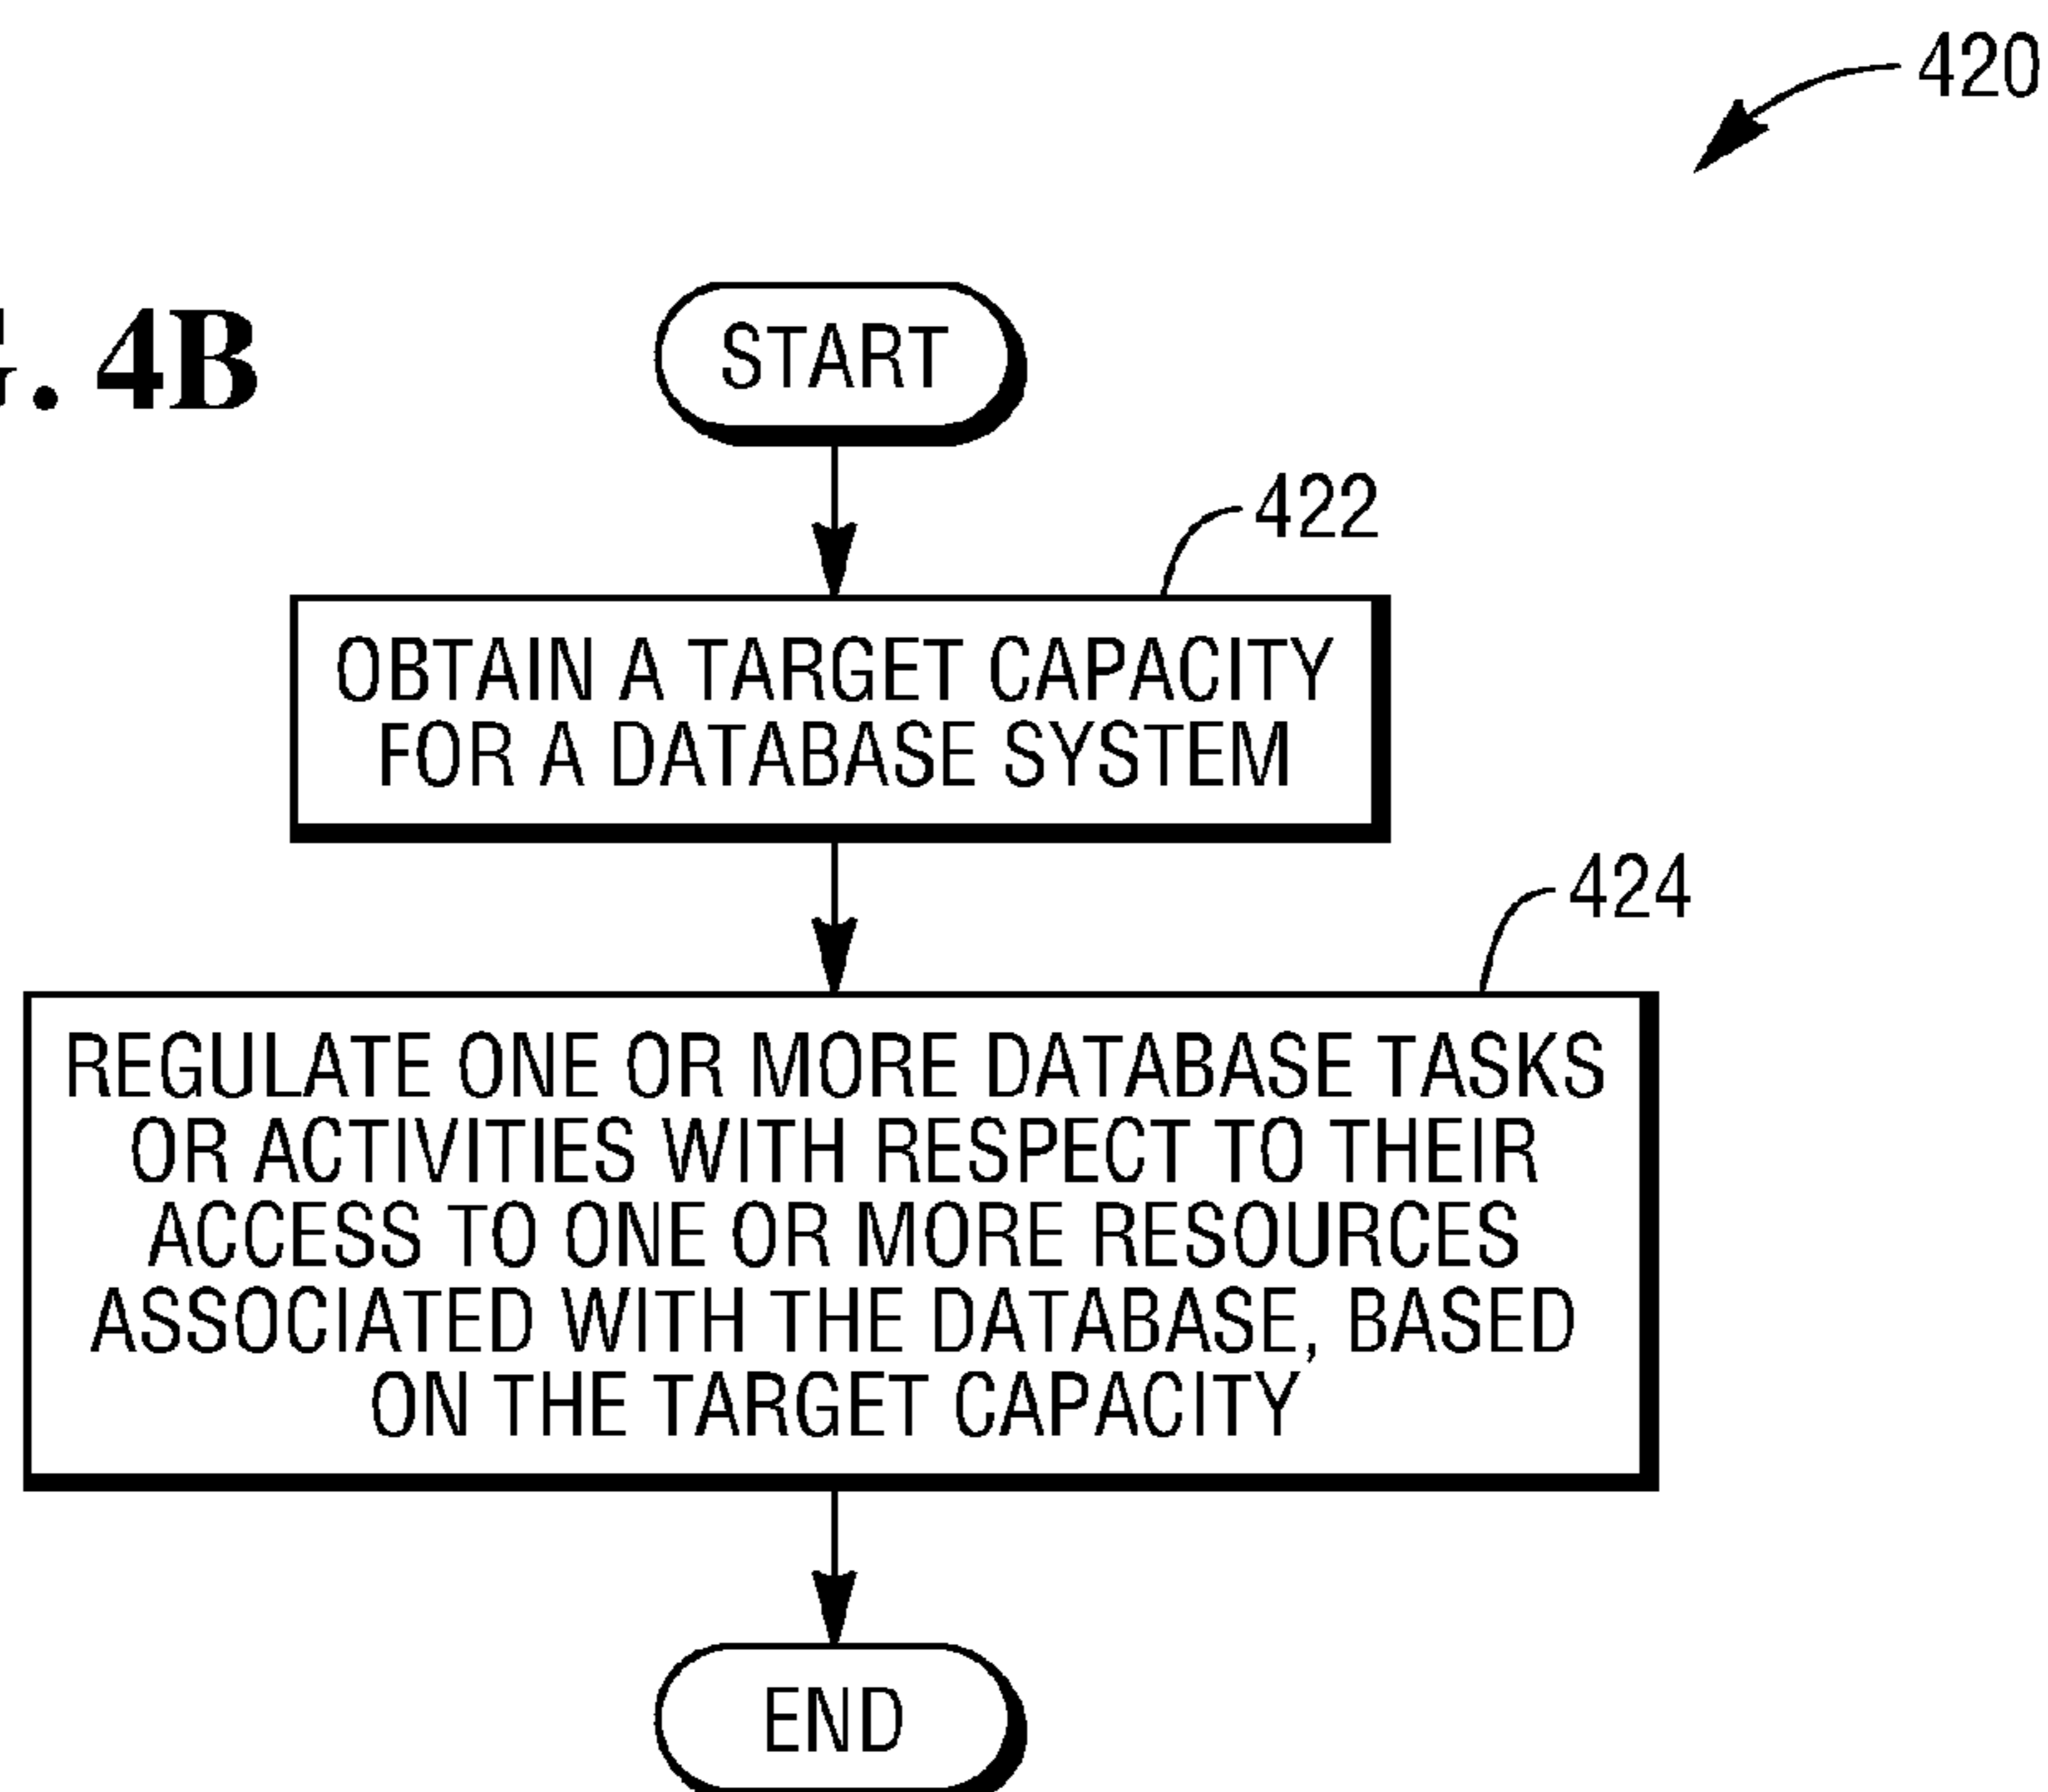 420
. 4B
START
422
OBTAIN A TARGET CAPACITY
FOR A DATABASE SYSTEM
424
REGULATE ONE OR MORE DATABASE TASKS
OR ACTIVITIES WITH RESPECT TO THEIR
ACCESS TO ONE OR MORE RESOURCES
ASSOCIATED WITH THE DATABASE, BASED
ON THE TARGET CAPACITY
END